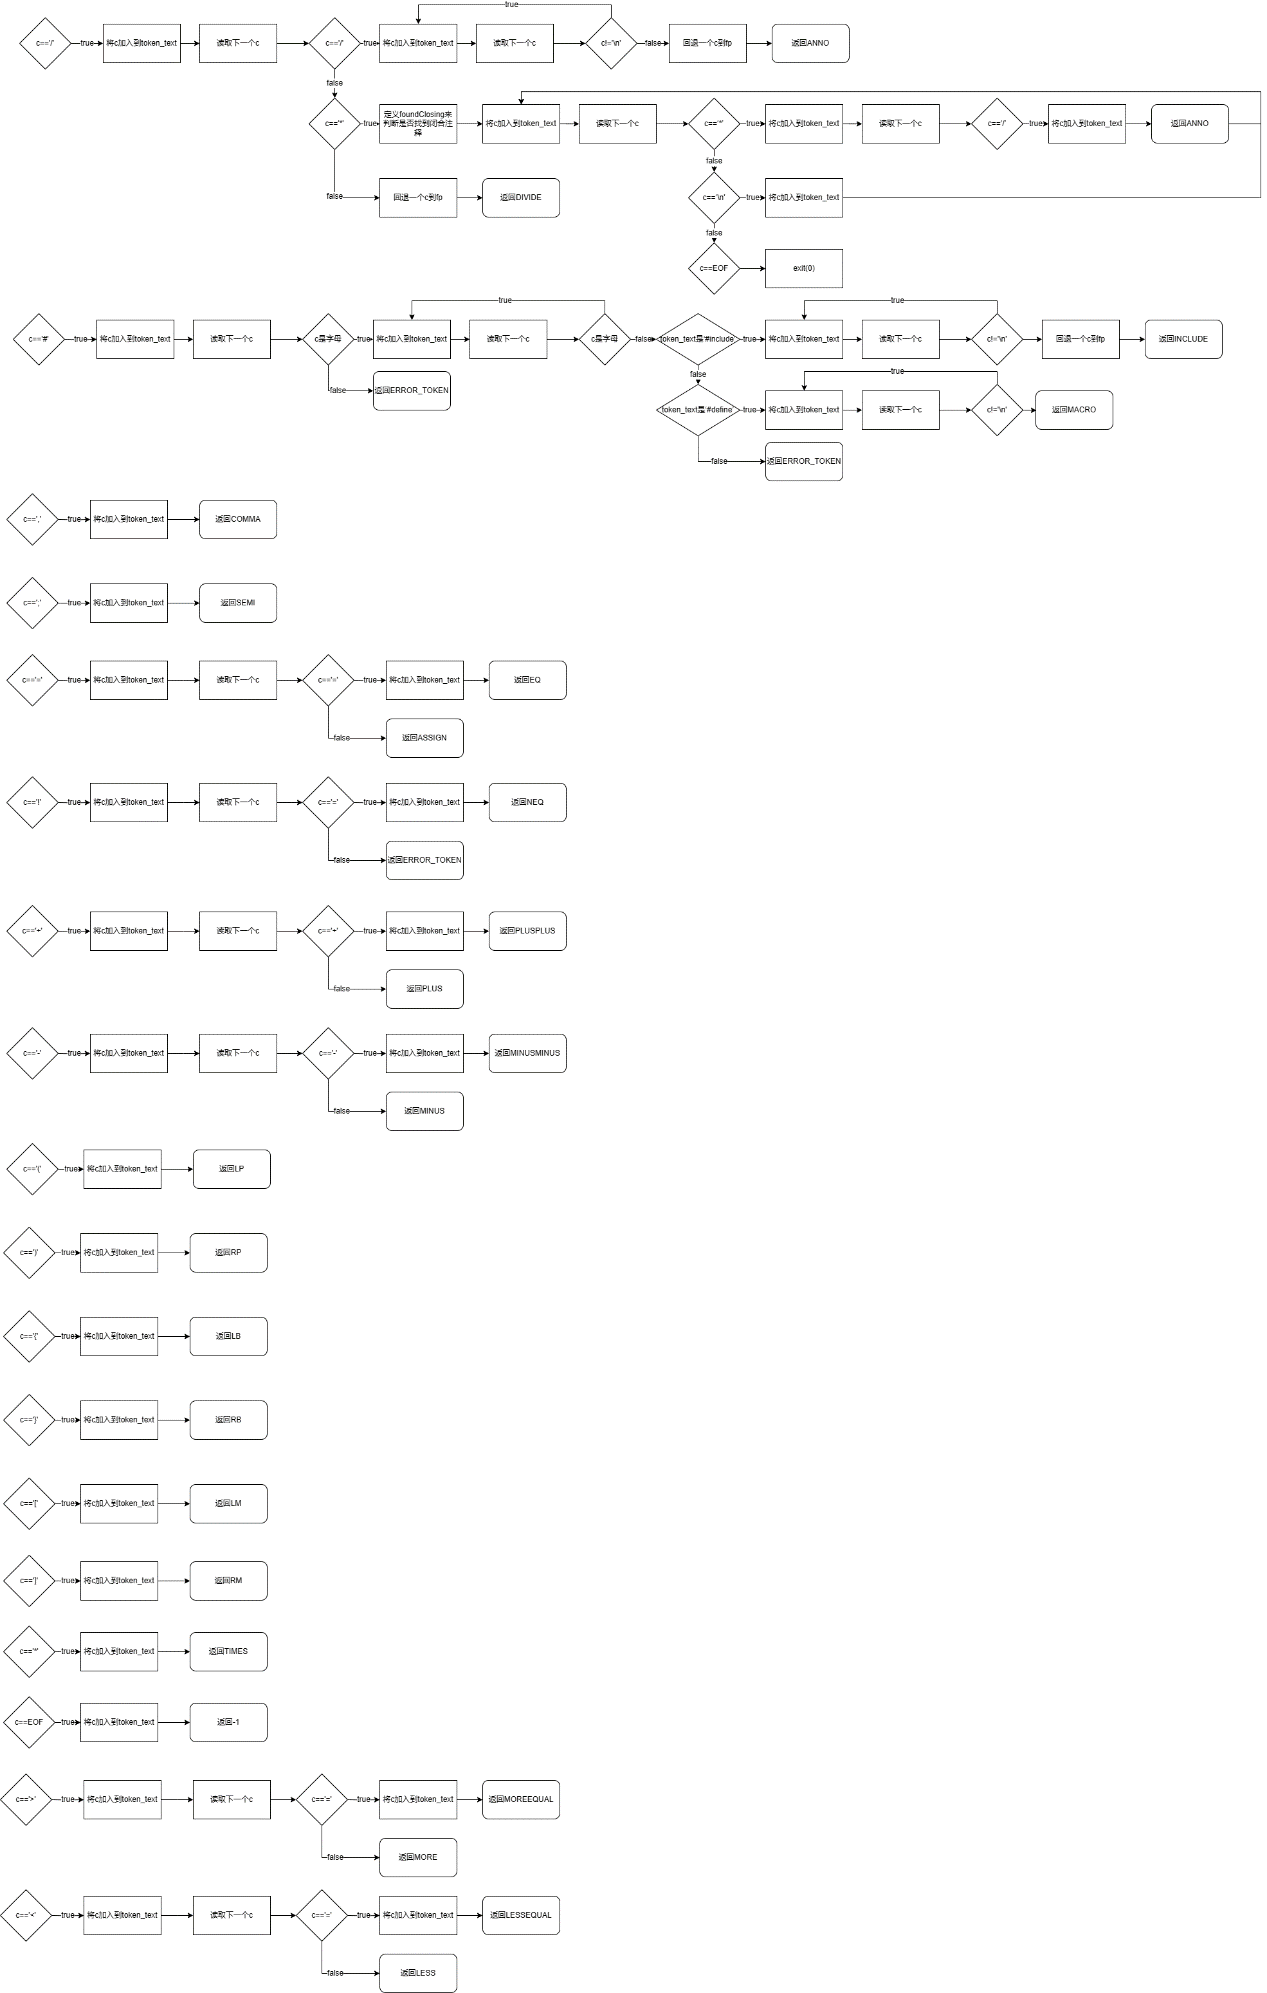 true
c=='/'
true
将c加入到token_text
读取下一个c
c=='/'
true
将c加入到token_text
读取下一个c
c!='\n'
false
回退一个c到fp
返回ANNO
false
c=='*'
true
定义foundClosing来
判断是否找到闭合注
释
将c加入到token_text
读取下一个c
c=='*'
true
将c加入到token_text
读取下一个c
c=='/'
true
将c加入到token_text
返回ANNO
false
false
回退一个c到fp
返回DIVIDE
c=='\n'
true
将c加入到token_text
false
c==EOF
exit(0)
true
true
c=='#'
true
将c加入到token_text
读取下一个c
c是字母
true
将c加入到token_text
读取下一个c
c是字母
false
token_text是'#include'
true
将c加入到token_text
读取下一个c
c!='\n'
回退一个c到fp
返回INCLUDE
false
返回ERROR_TOKEN
false
true
token_text是'#define'
true
将c加入到token_text
读取下一个c
c!='\n'
返回MACRO
false
返回ERROR_TOKEN
c==','
true
将c加入到token_text
返回COMMA
c==';'
true
将c加入到token_text
返回SEMI
c=='='
true
将c加入到token_text
读取下一个c
c=='='
true
将c加入到token_text
返回EQ
false
返回ASSIGN
c=='!'
true
将c加入到token_text
读取下一个c
c=='='
true
将c加入到token_text
返回NEQ
false
返回ERROR_TOKEN
c=='+'
true
将c加入到token_text
读取下一个c
c=='+'
true
将c加入到token_text
返回PLUSPLUS
false
返回PLUS
c=='-'
true
将c加入到token_text
读取下一个c
c=='-'
true
将c加入到token_text
返回MINUSMINUS
false
返回MINUS
c=='('
true
将c加入到token_text
返回LP
c==')'
true
将c加入到token_text
返回RP
c=='{'
true
将c加入到token_text
返回LB
c=='}'
true
将c加入到token_text
返回RB
c=='['
true
将c加入到token_text
返回LM
c==']'
true
将c加入到token_text
返回RM
c=='*'
true
将c加入到token_text
返回TIMES
c==EOF
true
将c加入到token_text
返回-1
c=='>'
true
将c加入到token_text
读取下一个c
c=='='
true
将c加入到token_text
返回MOREEQUAL
false
返回MORE
c=='<'
true
将c加入到token_text
读取下一个c
c=='='
true
将c加入到token_text
返回LESSEQUAL
false
返回LESS